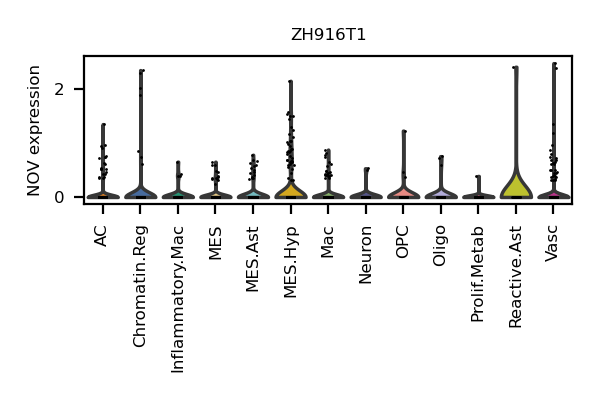 ZH916T1
NOV expression
2
0
AC
Chromatin.Reg
Inflammatory.Mac
MES
MES.Ast
MES.Hyp
Mac
Neuron
OPC
Oligo
Prolif.Metab
Reactive.Ast
Vasc